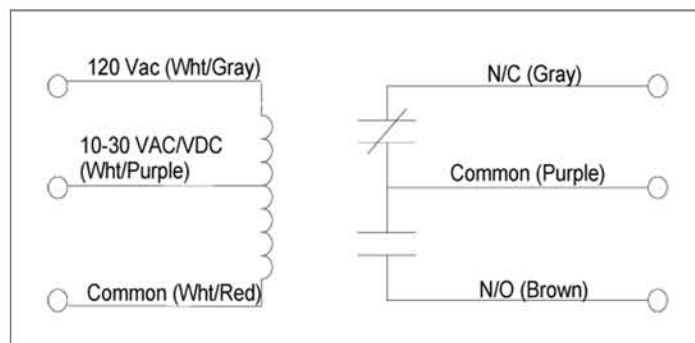 120 Vac (Wht/Gray)
10-30 VAC/VDC
(Wht/Purple)
Common (Wht/Red)
N/C (Gray)
Common (Purple)
N/O (Brown)